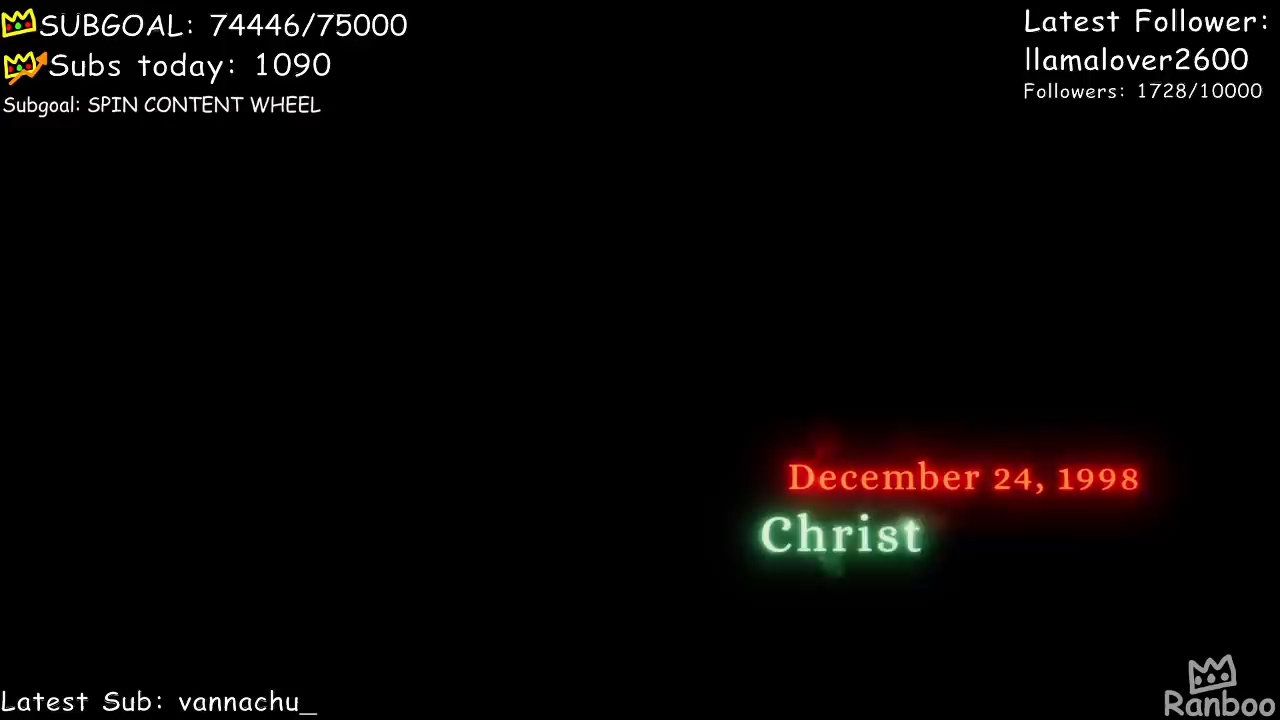 SUBGOAL: 74446/75000
Subs today: 1090
Subgoal: SPIN CONTENT WHEEL
Latest Follower:
llamalover2600
Followers: 1728/10000
December 24, 1998
Christ
Latest Sub: vannachu_
Ranboo